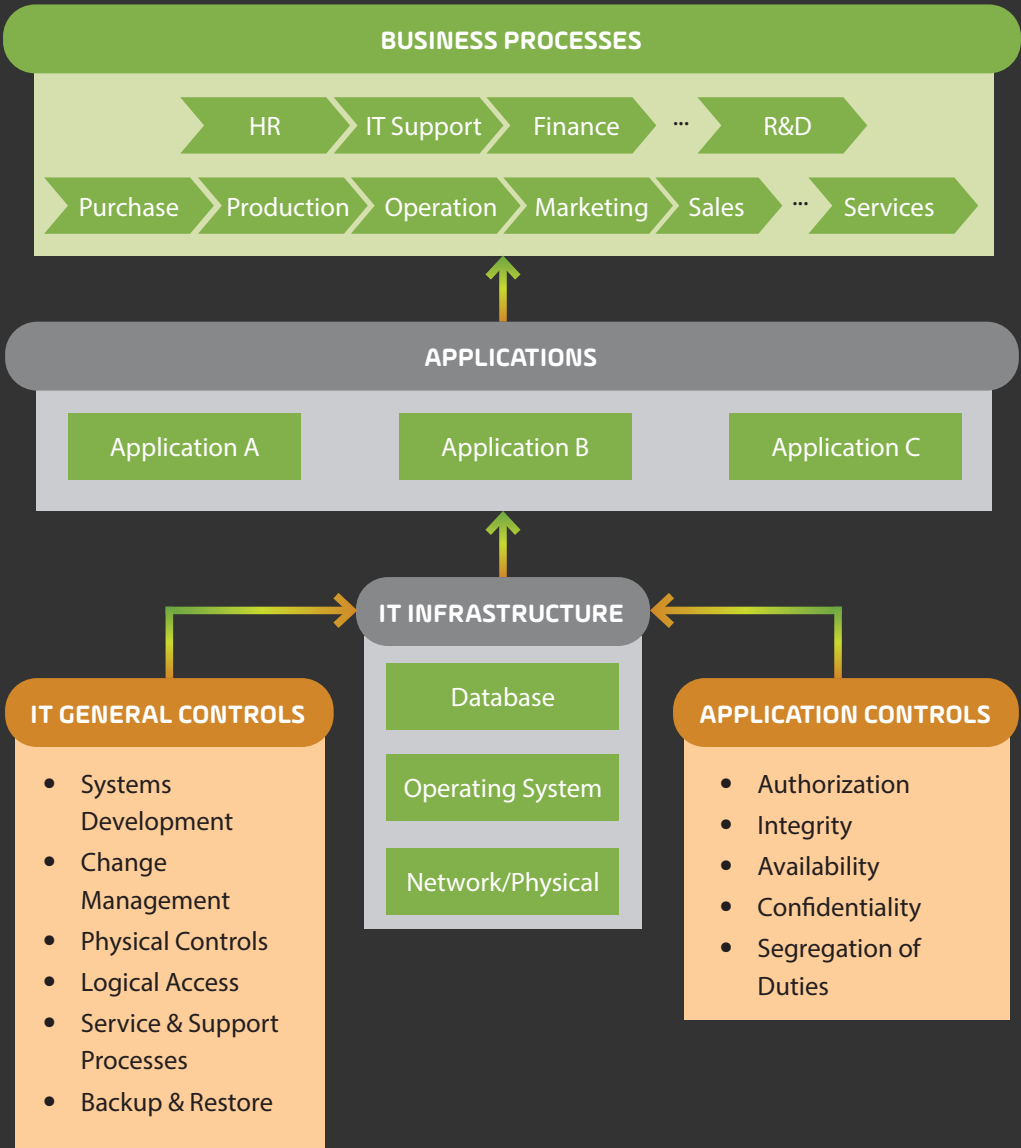 BUSINESS PROCESSES
HR IT Support Finance ... R&D
Purchase Production Operation Marketing Sales ... Services
APPLICATIONS
Application A Application B Application C
IT INFRASTRUCTURE
Database
Operating System
Network/Physical
IT GENERAL CONTROLS
• Systems
Development
• Change
Management
• Physical Controls
• Logical Access
• Service & Support
Processes
• Backup & Restore
APPLICATION CONTROLS
• Authorization
• Integrity
• Availability
• Confidentiality
• Segregation of
Duties